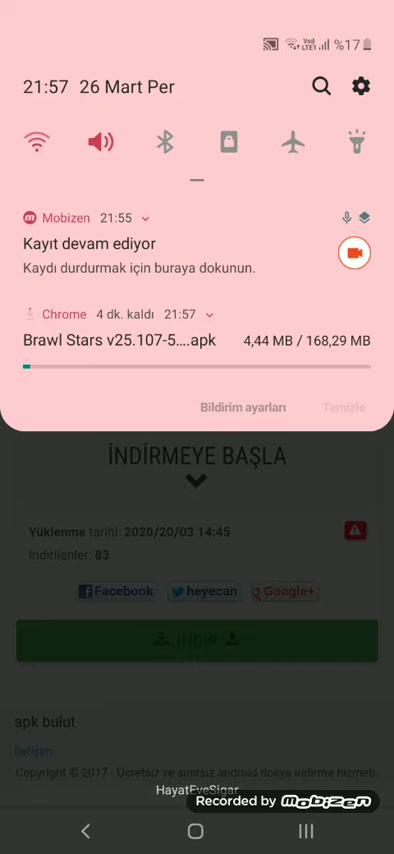 Vo) LTE1 %17
21:57 26 Mart Per
Mobizen 21:55
Kayıt devam ediyor
Kaydı durdurmak için buraya dokunun.
Chrome 4 dk. kaldı 21:57
Brawl Stars v25.107-5....apk 4,44 MB / 168,29 MB
Bildirim ayarları Temizle
İNDİRMEYE BAŞLA
Yüklenme tarihi: 2020/20/03 14:45
İndirilenler: 83
Facebook heyecan Google+
İNDİR
apk bulut
İletişim
Copyright © 2017 - Ücretsiz ve sınırsız android dosya indirme hizmeti.
HayatEveSigar
Recorded by mobizen